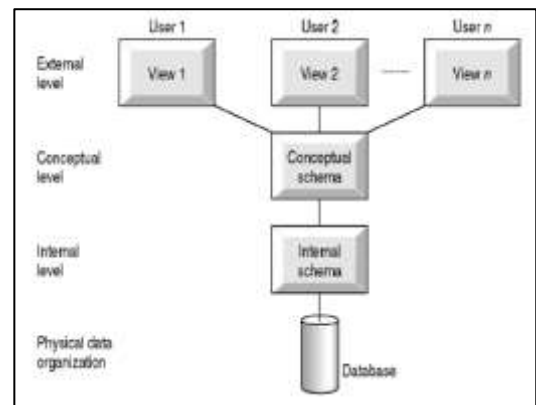 User 1 User 2 User n
External
level
View 1 View 2 View n
Conceptual
level
Conceptual
schema
Internal
level
Internal
schema
Physical data
organization
Database